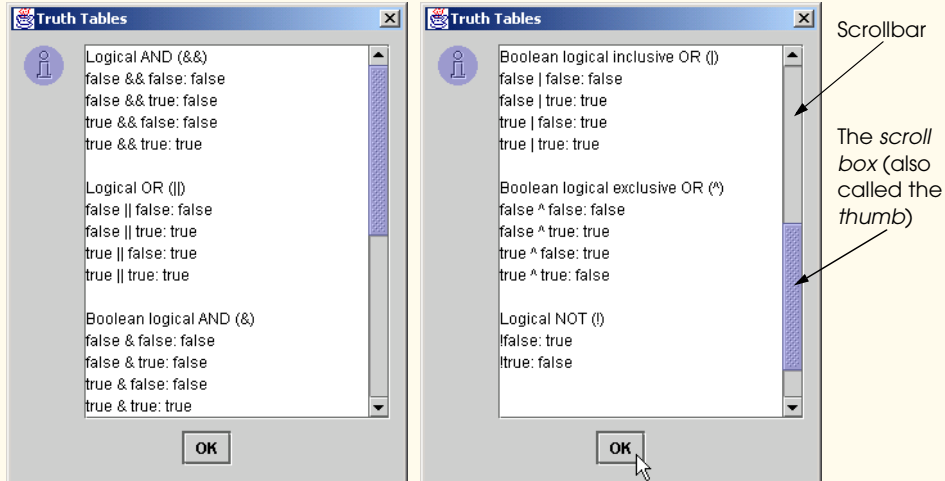 Truth Tables
Logical AND (&&)
false && false: false
false && true: false
true && false: false
true && true: true
Logical OR (||)
false || false: false
false || true: true
true || false: true
true || true: true
Boolean logical AND (&)
false & false: false
false & true: false
true & false: false
true & true: true
OK
Truth Tables
Boolean logical inclusive OR (|)
false | false: false
false | true: true
true | false: true
true | true: true
Boolean logical exclusive OR (^)
false ^ false: false
false ^ true: true
true ^ false: true
true ^ true: false
Logical NOT (!)
!false: true
!true: false
OK
Scrollbar
The scroll
box (also
called the
thumb)